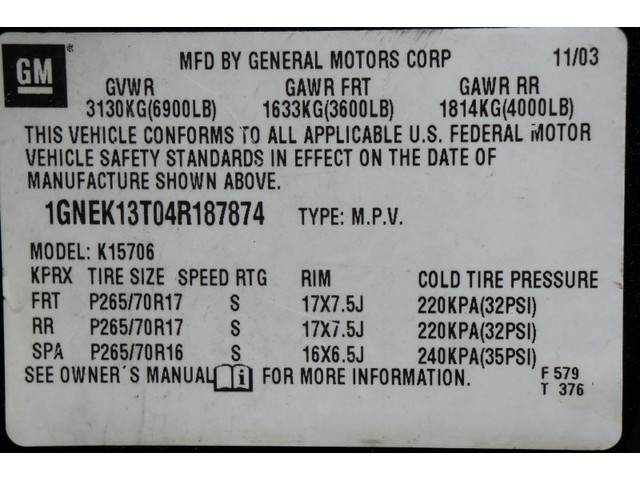 GM ® MFD BY GENERAL MOTORS CORP 11/03
GVWR GAWR FRT GAWR RR
3130KG(6900LB) 1633KG(3600LB) 1814KG(4000LB)
THIS VEHICLE CONFORMS TO ALL APPLICABLE U.S. FEDERAL MOTOR
VEHICLE SAFETY STANDARDS IN EFFECT ON THE DATE OF
MANUFACTURE SHOWN ABOVE.
1GNEK13T04R187874 TYPE: M.P.V.
MODEL: K15706
KPRX TIRE SIZE SPEED RTG RIM COLD TIRE PRESSURE
FRT P265/70R17 S 17X7.5J 220KPA(32PSI)
RR P265/70R17 S 17X7.5J 220KPA(32PSI)
SPA P265/70R16 S 16X6.5J 240KPA(35PSI)
SEE OWNER'S MANUAL i FOR MORE INFORMATION. F 579
T 376